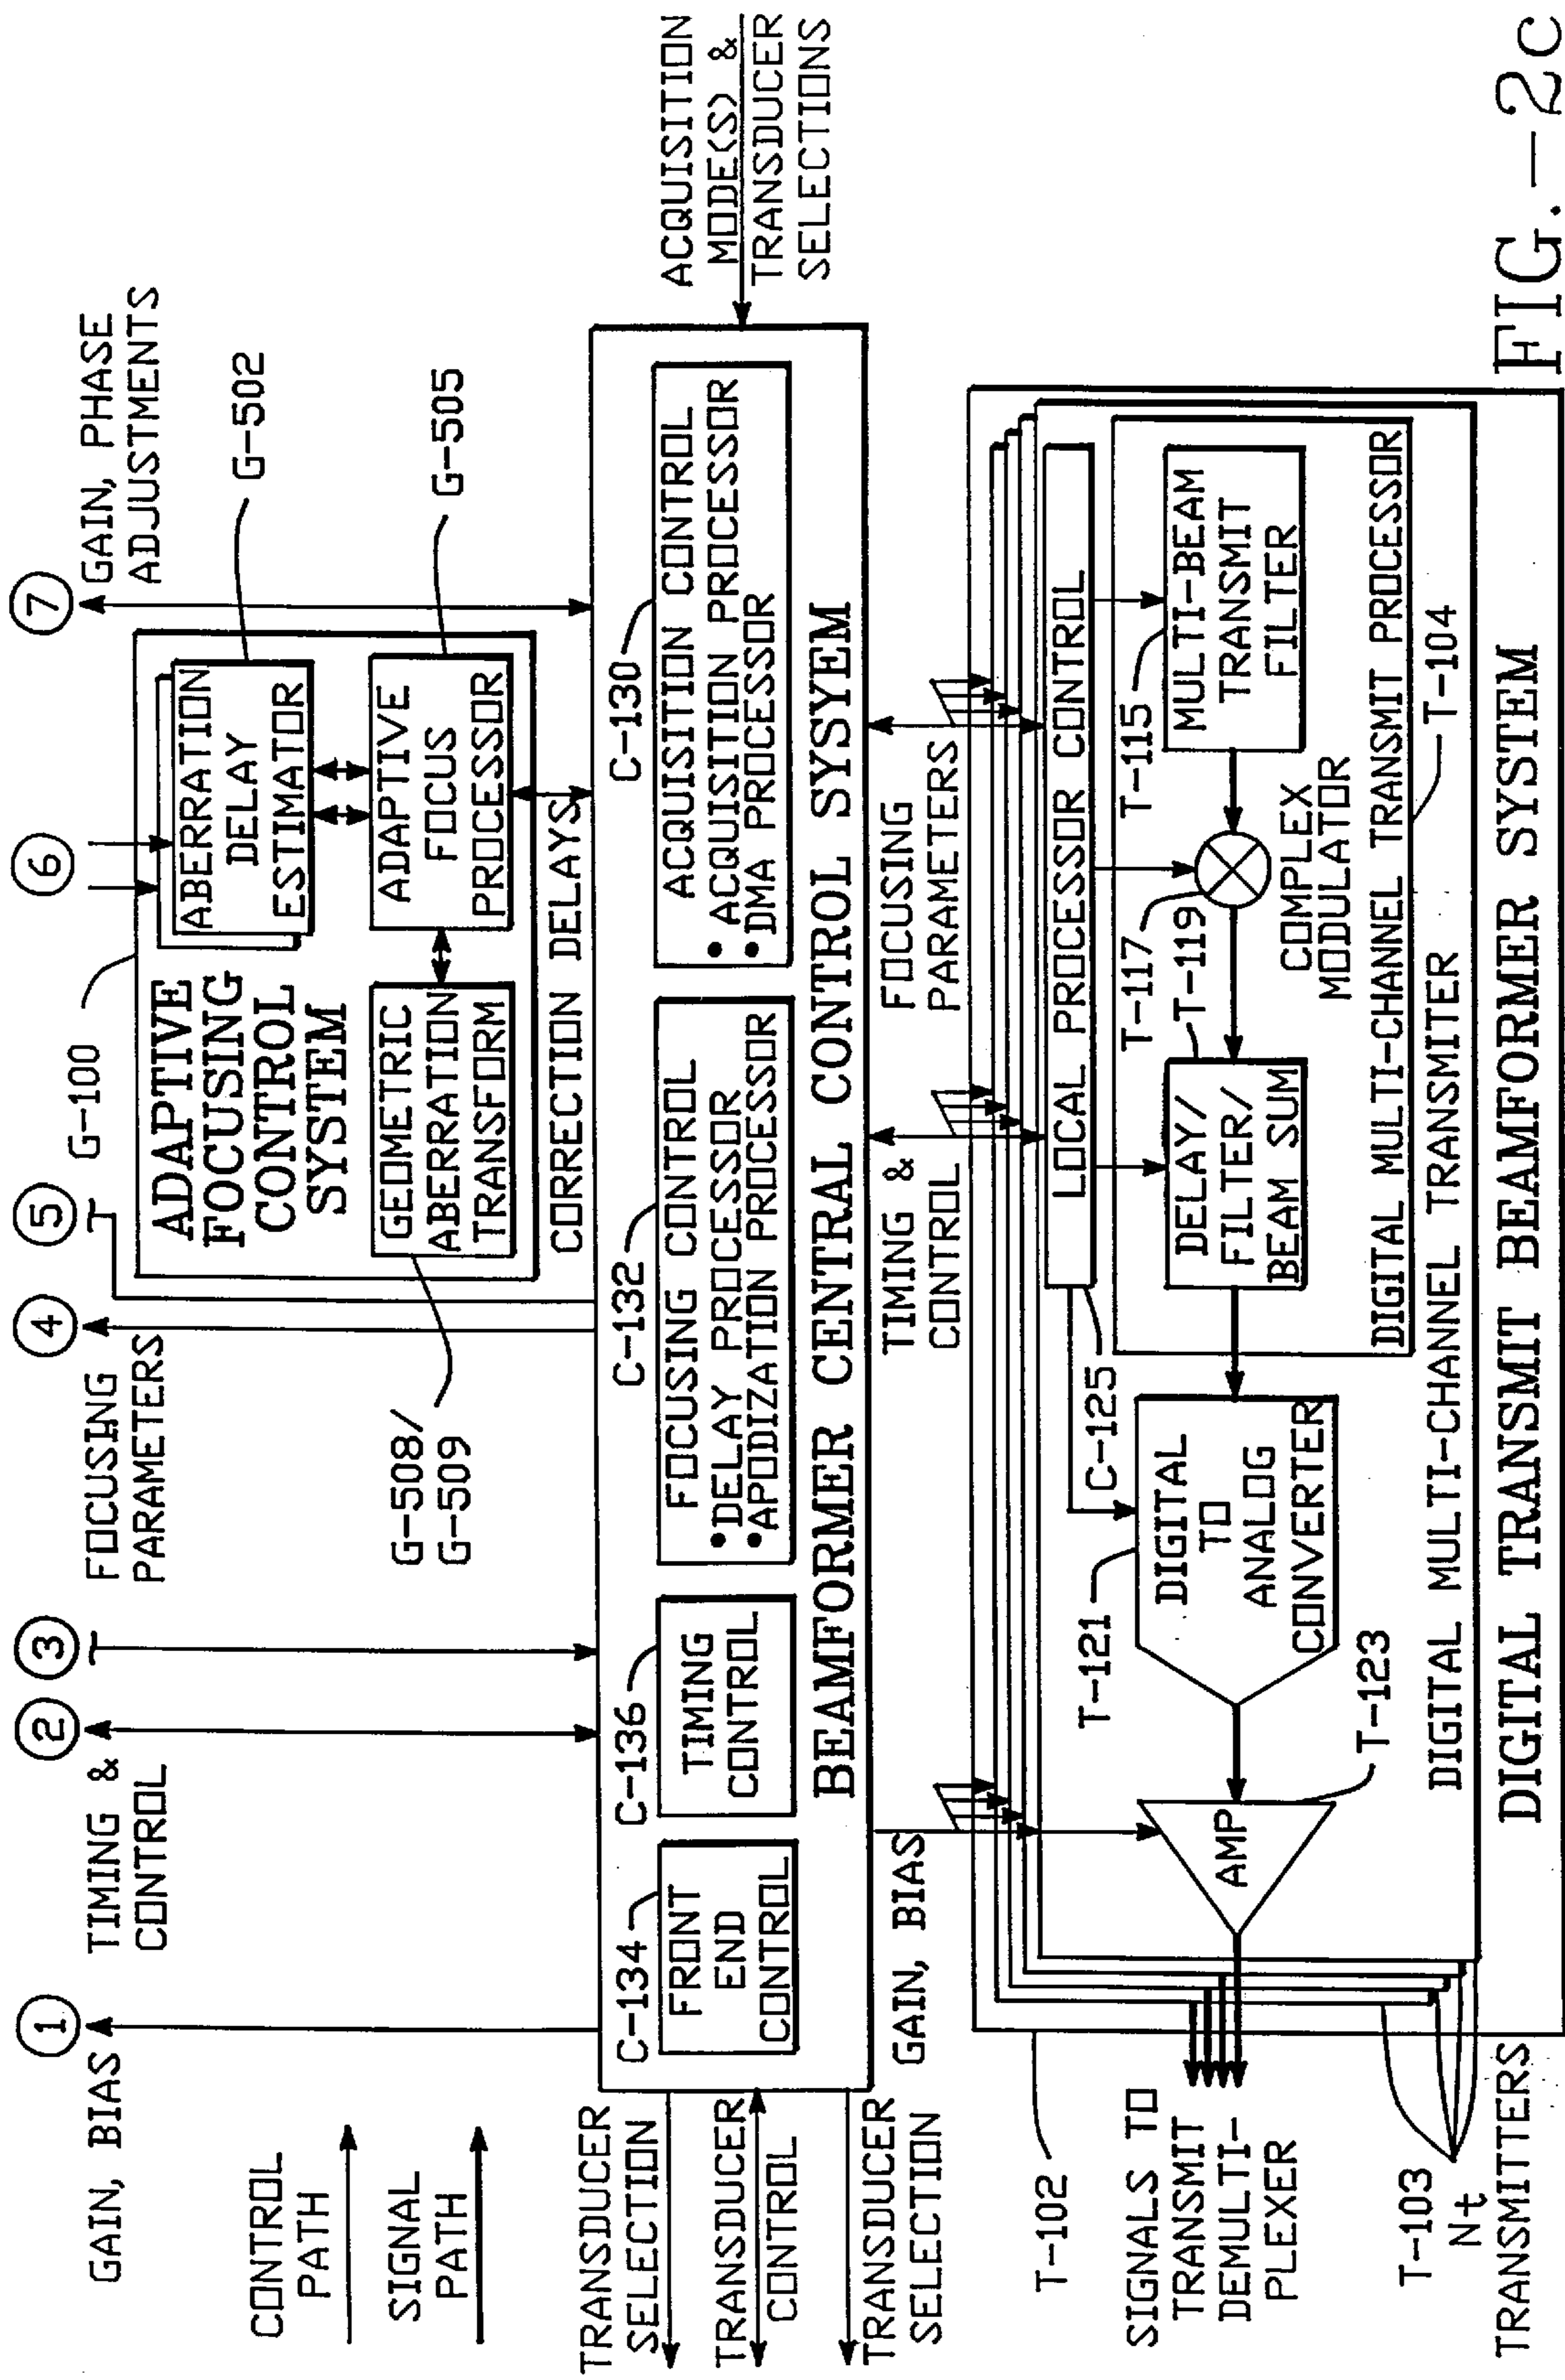 1
GAIN, BIAS
2
TIMING &
CONTROL
3
FOCUSING
PARAMETERS
4
5
6
7
GAIN, PHASE
ADJUSTMENTS
CONTROL
PATH
SIGNAL
PATH
G-100
ADAPTIVE
FOCUSING
CONTROL
SYSTEM
ABERRATION
DELAY
ESTIMATOR
G-502
GEOMETRIC
ABERRATION
TRANSFORM
ADAPTIVE
FOCUS
PROCESSOR
G-505
G-508/
G-509
CORRECTION DELAYS
TRANSDUCER
SELECTION
TRANSDUCER
CONTROL
TRANSDUCER
SELECTION
C-134
FRONT
END
CONTROL
C-136
TIMING
CONTROL
C-132
FOCUSING CONTROL
•DELAY PROCESSOR
•APODIZATION PROCESSOR
C-130
ACQUISITION CONTROL
• ACQUISITION PROCESSOR
•DMA PROCESSOR
BEAMFORMER CENTRAL CONTROL SYSYEM
ACQUISITION
MODE(S) &
TRANSDUCER
SELECTIONS
GAIN, BIAS
TIMING &
CONTROL
FOCUSING
PARAMETERS
T-102
LOCAL PROCESSOR CONTROL
C-125
T-121
DIGITAL
TO
ANALOG
CONVERTER
T-117
T-119
DELAY/
FILTER/
BEAM SUM
T-115
MULTI-BEAM
TRANSMIT
FILTER
COMPLEX
MODULATOR
AMP
T-123
SIGNALS TO
TRANSMIT
DEMULTI-
PLEXER
DIGITAL MULTI-CHANNEL TRANSMIT PROCESSOR
T-104
DIGITAL MULTI-CHANNEL TRANSMITTER
T-103
Nt
TRANSMITTERS
DIGITAL TRANSMIT BEAMFORMER SYSTEM
FIG.-2c